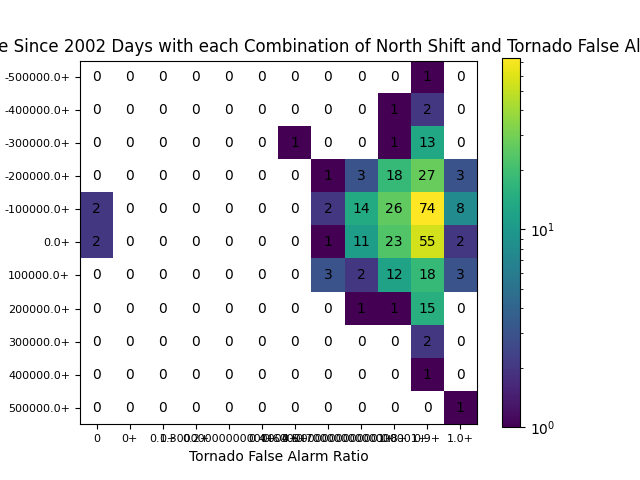 e Since 2002 Days with each Combination of North Shift and Tornado False Al
-500000.0+ 0 0 0 0 0 0 0 0 0 0 1 0
-400000.0+ 0 0 0 0 0 0 0 0 0 1 2 0
-300000.0+ 0 0 0 0 0 0 1 0 0 1 13 0
-200000.0+ 0 0 0 0 0 0 0 1 3 18 27 3
-100000.0+ 2 0 0 0 0 0 0 2 14 26 74 8
0.0+ 2 0 0 0 0 0 0 1 11 23 55 2
100000.0+ 0 0 0 0 0 0 0 3 2 12 18 3
200000.0+ 0 0 0 0 0 0 0 0 1 1 15 0
300000.0+ 0 0 0 0 0 0 0 0 0 0 2 0
400000.0+ 0 0 0 0 0 0 0 0 0 0 1 0
500000.0+ 0 0 0 0 0 0 0 0 0 0 0 1
0 0+ 1.0+
Tornado False Alarm Ratio
10^1
10^0